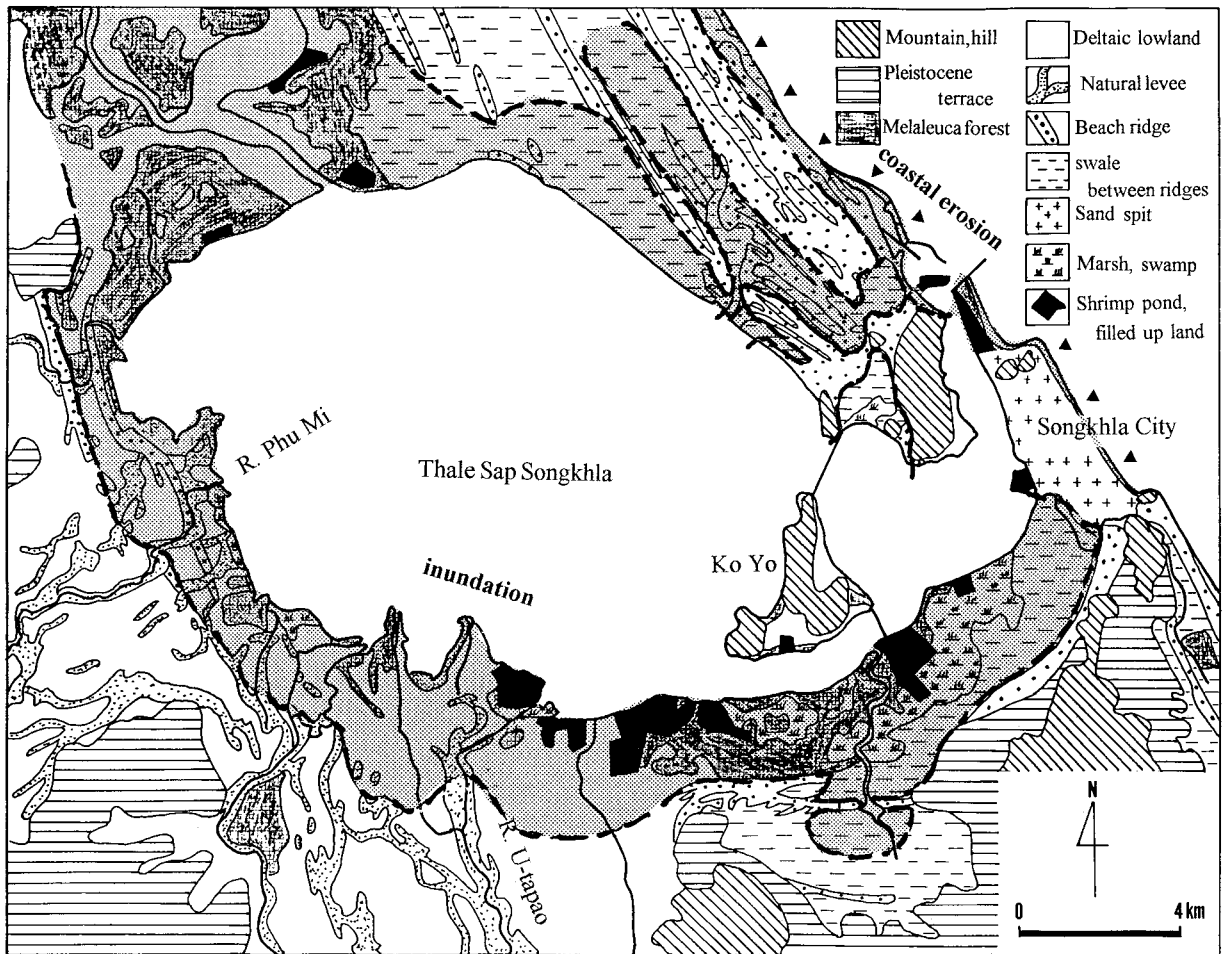 Mountain, hill
Pleistocene
terrace
Melaleuca forest
Deltaic lowland
Natural levee
Beach ridge
swale
between ridges
Sand spit
Marsh, swamp
Shrimp pond,
filled up land
coastal erosion
Songkhla City
R. Phu Mi
Thale Sap Songkhla
Ko Yo
inundation
R. U-tapao
N
0 4 km